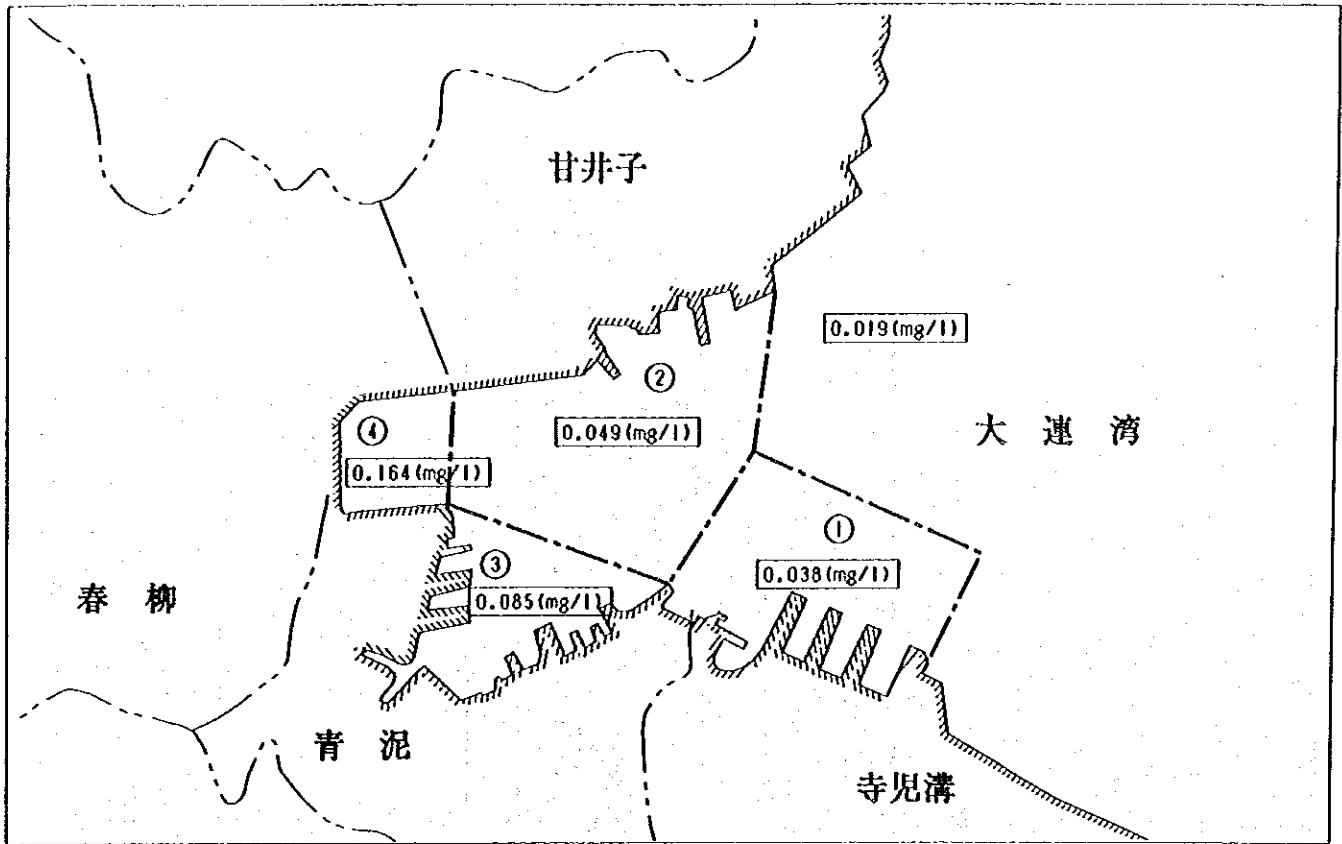 甘井子
0.019(mg/l)
②
大 連 湾
0.049(mg/l)
④
0.164(mg/l)
①
③
0.038(mg/l)
春 柳
0.085(mg/l)
青 泥
寺児溝